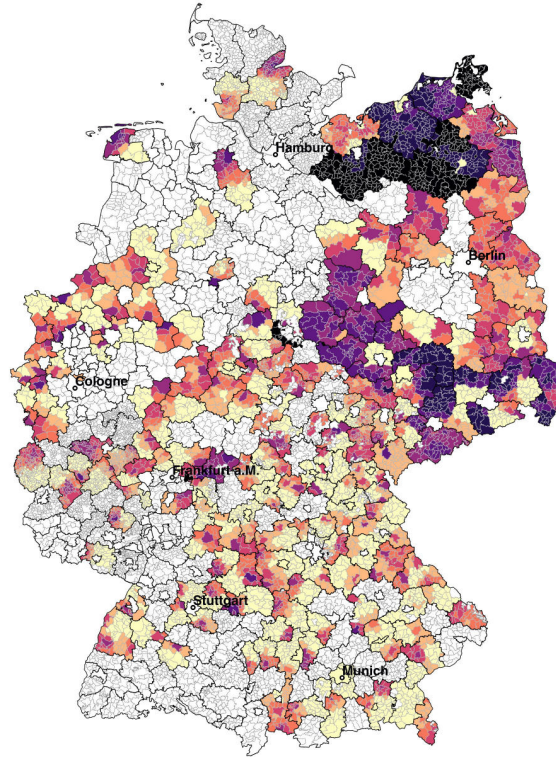 Hamburg
Berlin
Cologne
Frankfurt a.M.
Stuttgart
Munich